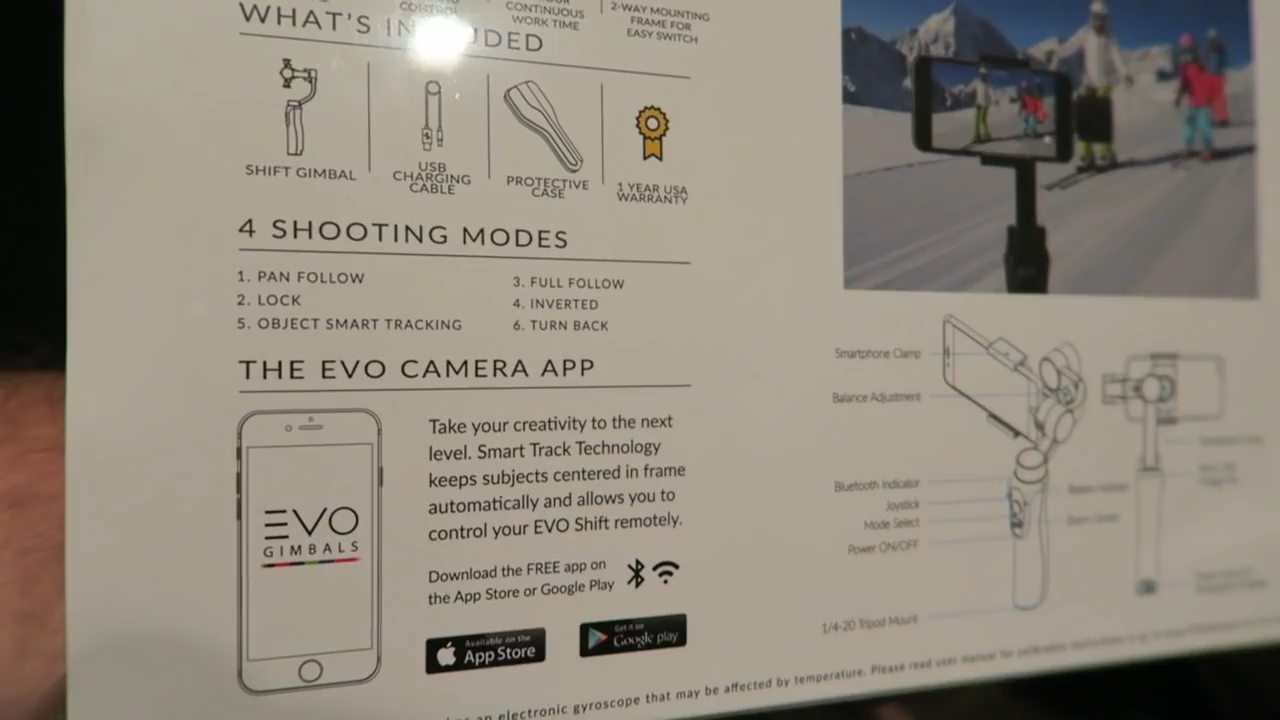 CONTINUOUS
WORK TIME
2-WAY MOUNTING
FRAME FOR
EASY SWITCH
WHAT'S IN UDED
SHIFT GIMBAL
USB
CHARGING
CABLE
PROTECTIVE
CASE
1 YEAR USA
WARRANTY
4 SHOOTING MODES
1. PAN FOLLOW
2. LOCK
5. OBJECT SMART TRACKING
3. FULL FOLLOW
4. INVERTED
6. TURN BACK
THE EVO CAMERA APP
EVO
GIMBALS
Take your creativity to the next
level. Smart Track Technology
keeps subjects centered in frame
automatically and allows you to
control your EVO Shift remotely.
Download the FREE app on
the App Store or Google Play
Available on the
App Store
Get it on
Google play
Smartphone Clamp
Balance Adjustment
Bluetooth Indicator
Joystick
Mode Select
Power ON/OFF
1/4-20 Tripod Mount
an electronic gyroscope that may be affected by temperature. Please read user manual for